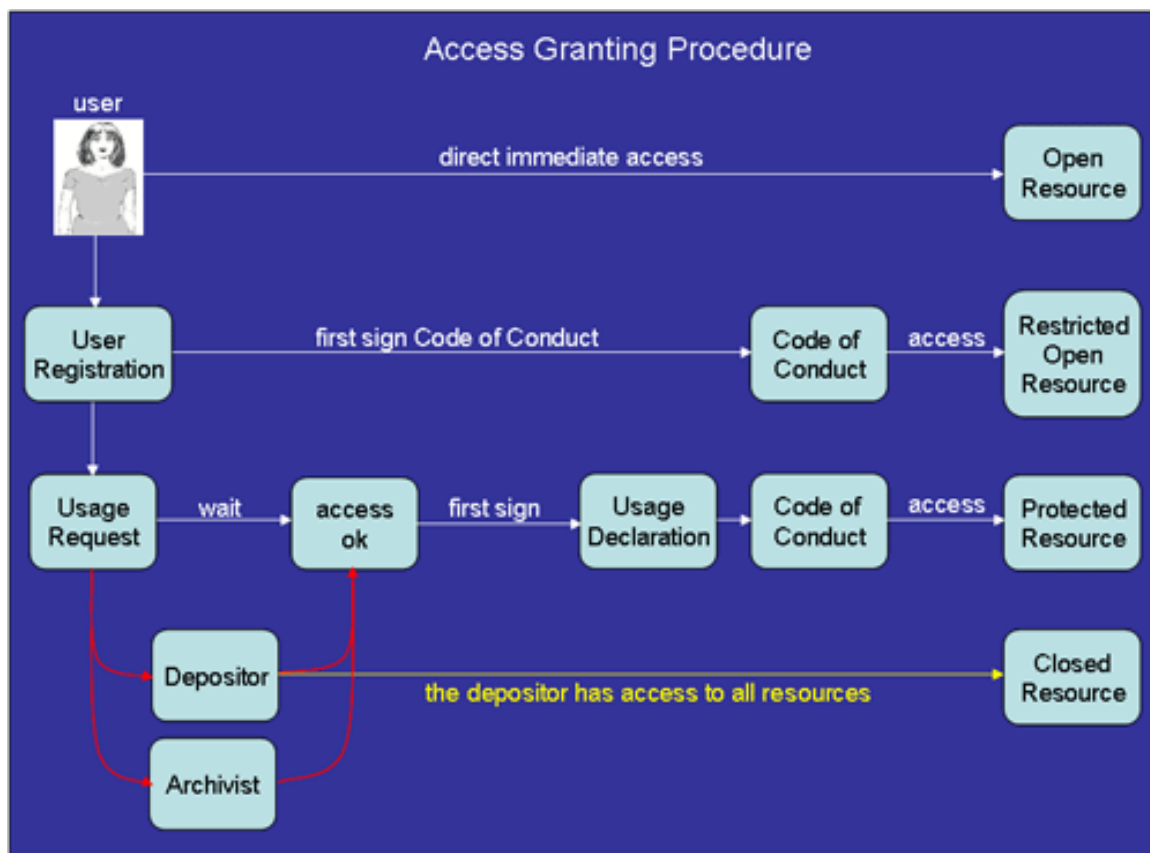 Access Granting Procedure
user
direct immediate access
Open
Resource
User
Registration
first sign Code of Conduct
Code of
Conduct
access
Restricted
Open
Resource
Usage
Request
wait
access
ok
first sign
Usage
Declaration
Code of
Conduct
access
Protected
Resource
Depositor
the depositor has access to all resources
Closed
Resource
Archivist